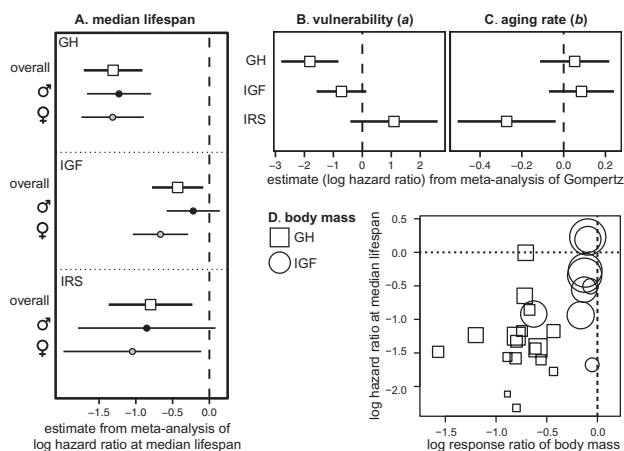 A. median lifespan
GH
overall
♂
♀
IGF
overall
♂
♀
IRS
overall
♂
♀
−1.5 −1.0 −0.5 0.0
estimate from meta-analysis of
log hazard ratio at median lifespan
B. vulnerability (a)
C. aging rate (b)
GH
IGF
IRS
−3 −2 −1 0 1 2
−0.4 −0.2 0.0 0.2
estimate (log hazard ratio) from meta-analysis of Gompertz
D. body mass
GH
IGF
log hazard ratio at median lifespan
0.5
0.0
−0.5
−1.0
−1.5
−2.0
−1.5 −1.0 −0.5 0.0
log response ratio of body mass